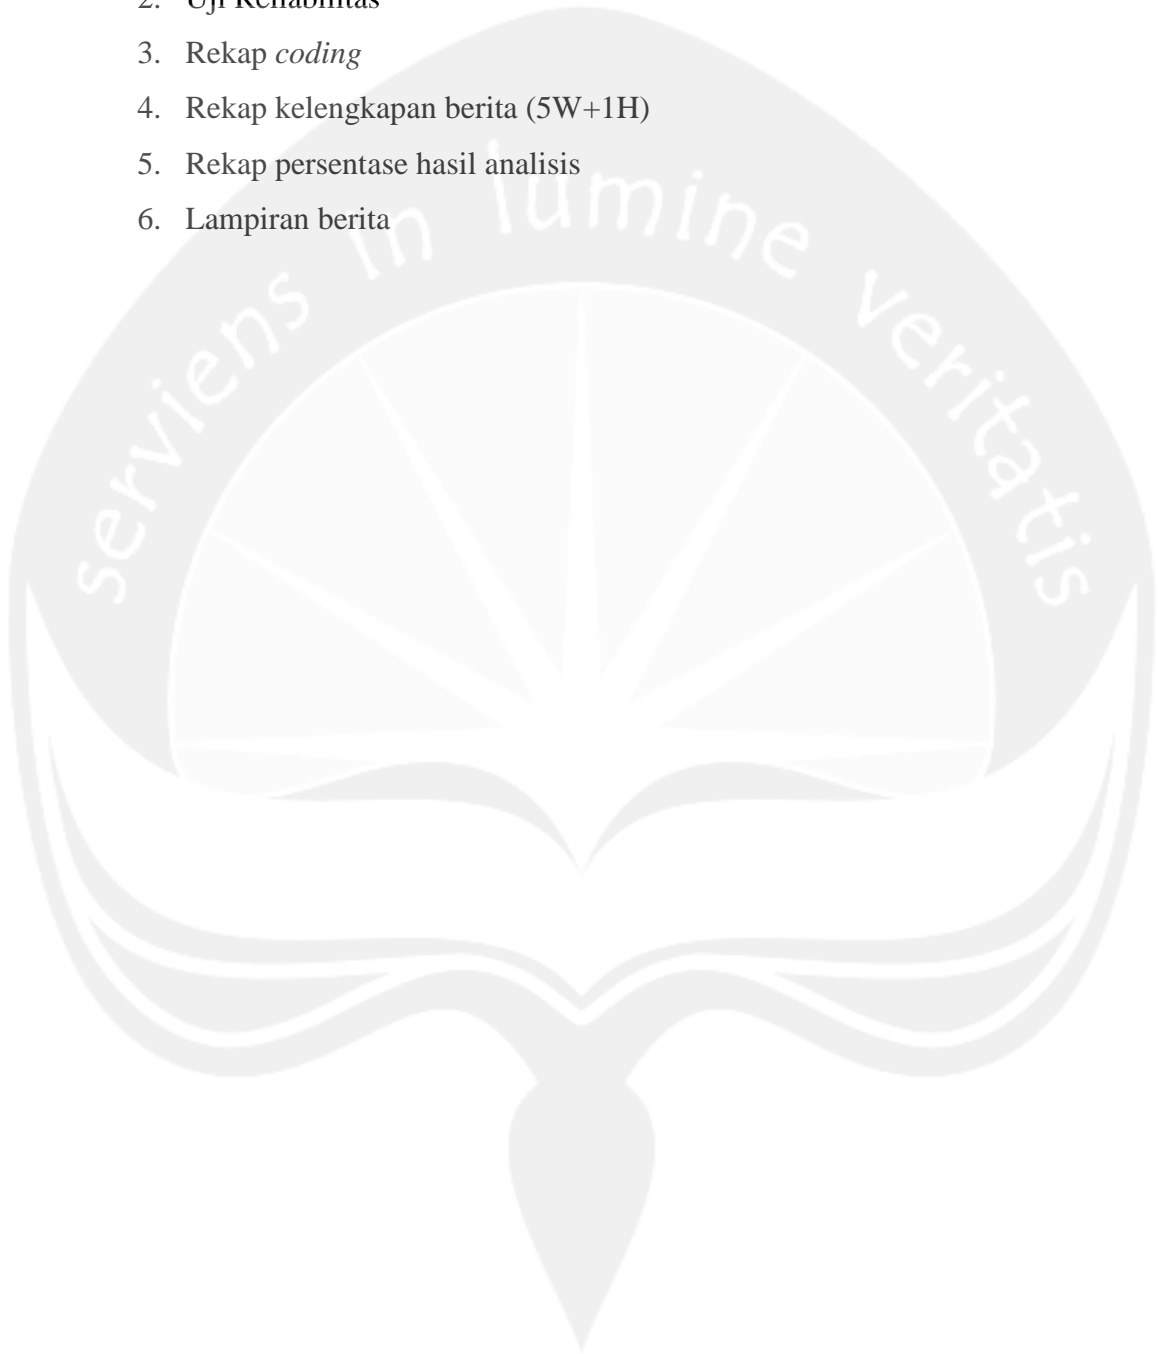 2. Uji Reliabilitas
3. Rekap coding
4. Rekap kelengkapan berita (5W+1H)
5. Rekap persentase hasil analisis
6. Lampiran berita
serviens in lumine veritatis